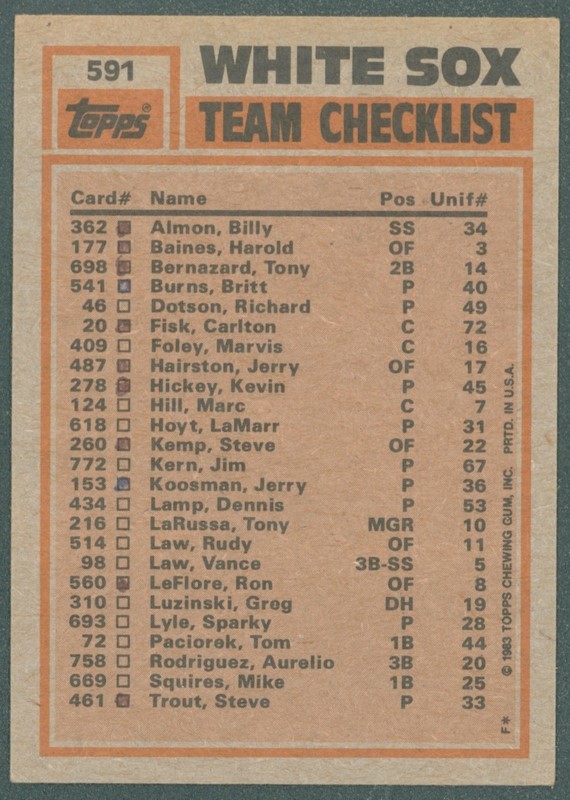 591
WHITE SOX
Topps®
TEAM CHECKLIST
Card# Name Pos Unif#
362 Almon, Billy SS 34
177 Baines, Harold OF 3
698 Bernazard, Tony 2B 14
541 Burns, Britt P 40
46 Dotson, Richard P 49
20 Fisk, Carlton C 72
409 Foley, Marvis C 16
487 Hairston, Jerry OF 17
278 Hickey, Kevin P 45
124 Hill, Marc C 7
618 Hoyt, LaMarr P 31
260 Kemp, Steve OF 22
772 Kern, Jim P 67
153 Koosman, Jerry P 36
434 Lamp, Dennis P 53
216 LaRussa, Tony MGR 10
514 Law, Rudy OF 11
98 Law, Vance 3B-SS 5
560 LeFlore, Ron OF 8
310 Luzinski, Greg DH 19
693 Lyle, Sparky P 28
72 Paciorek, Tom 1B 44
758 Rodriguez, Aurelio 3B 20
669 Squires, Mike 1B 25
461 Trout, Steve P 33
F* © 1983 TOPPS CHEWING GUM, INC. PRTD. IN U.S.A.